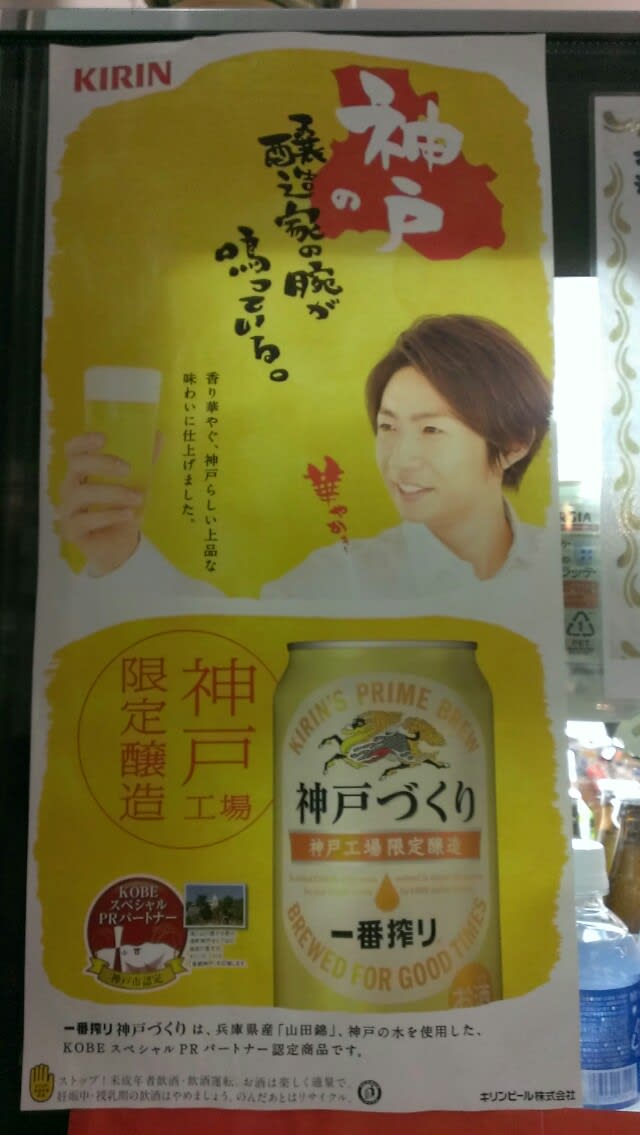 KIRIN
神戸の
醸造家の腕が
鳴っている。
香り華やぐ、神戸らしい上品な
味わいに仕上げました。
華やか
神戸工場
限定醸造
KIRIN'S PRIME BREW
神戸づくり
神戸工場限定醸造
一番搾り
BREWED FOR GOOD TIMES
お酒
KOBE
スペシャル
PRパートナー
神戸市認定
一番搾り 神戸づくり は、兵庫県産「山田錦」、神戸の水を使用した、
KOBE スペシャル PR パートナー認定商品です。
ストップ!未成年者飲酒・飲酒運転。お酒は楽しく適量で。
妊娠中・授乳期の飲酒はやめましょう。のんだあとはリサイクル。
キリンビール株式会社
PET